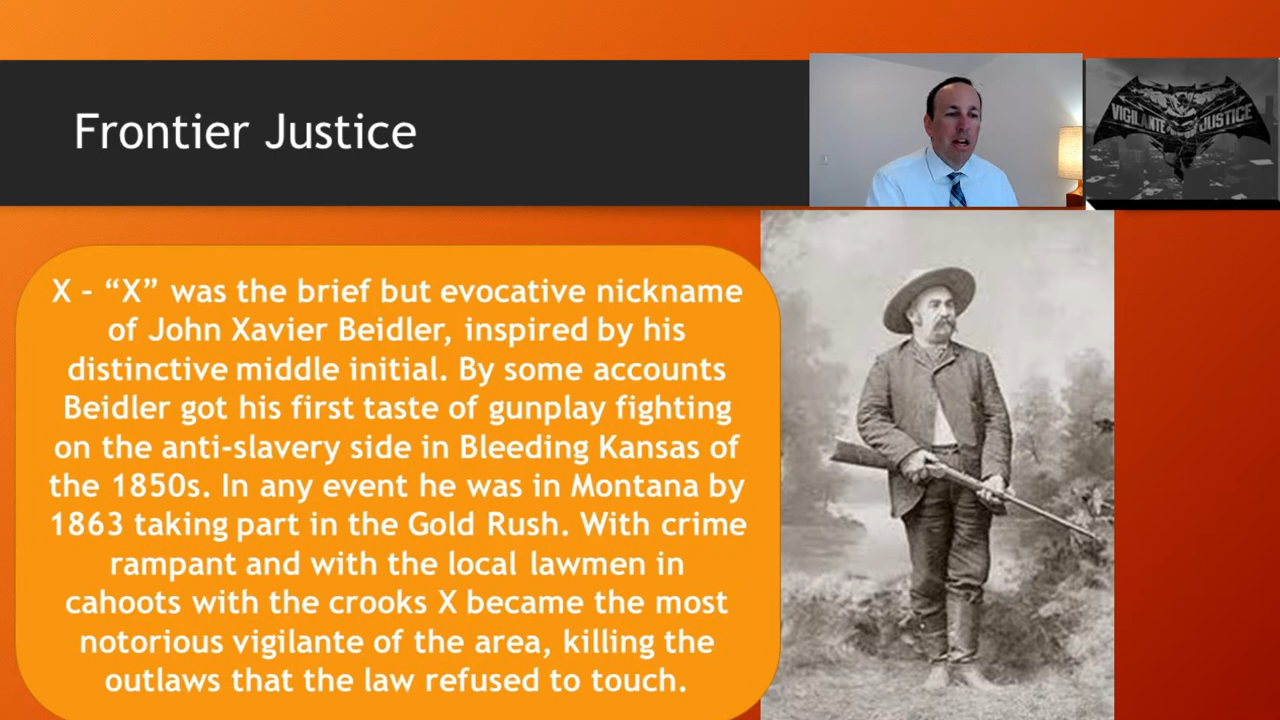 Frontier Justice
VIGILANTE JUSTICE
X – “X” was the brief but evocative nickname
of John Xavier Beidler, inspired by his
distinctive middle initial. By some accounts
Beidler got his first taste of gunplay fighting
on the anti-slavery side in Bleeding Kansas of
the 1850s. In any event he was in Montana by
1863 taking part in the Gold Rush. With crime
rampant and with the local lawmen in
cahoots with the crooks X became the most
notorious vigilante of the area, killing the
outlaws that the law refused to touch.